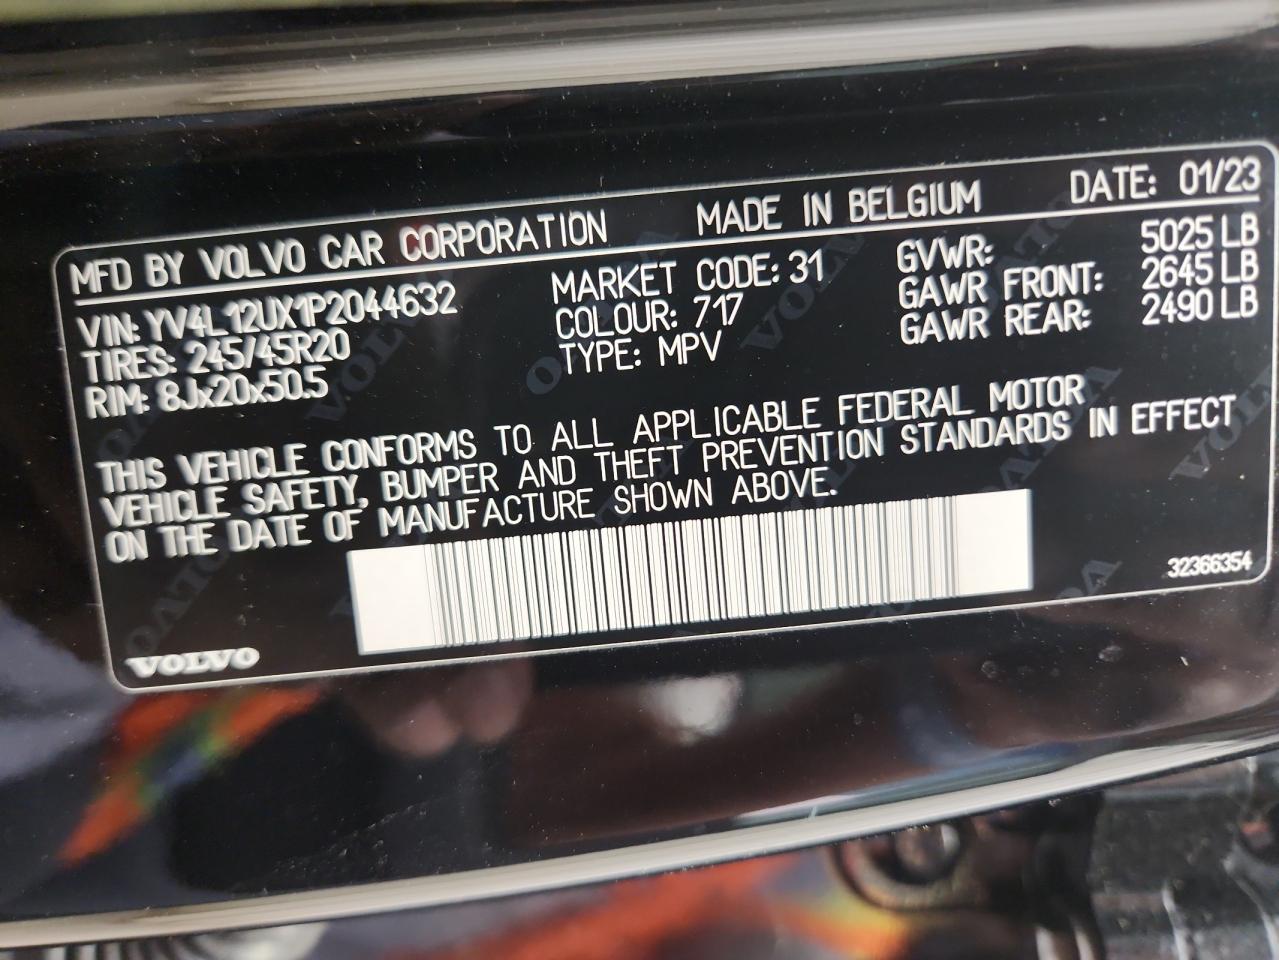 MFD BY VOLVO CAR CORPORATION MADE IN BELGIUM DATE: 01/23
VIN: YV4L12UX1P2044632 MARKET CODE: 31 GVWR: 5025 LB
TIRES: 245/45R20 COLOUR: 717 GAWR FRONT: 2645 LB
RIM: 8Jx20x50.5 TYPE: MPV GAWR REAR: 2490 LB
THIS VEHICLE CONFORMS TO ALL APPLICABLE FEDERAL MOTOR
VEHICLE SAFETY, BUMPER AND THEFT PREVENTION STANDARDS IN EFFECT
ON THE DATE OF MANUFACTURE SHOWN ABOVE.
32366354
VOLVO